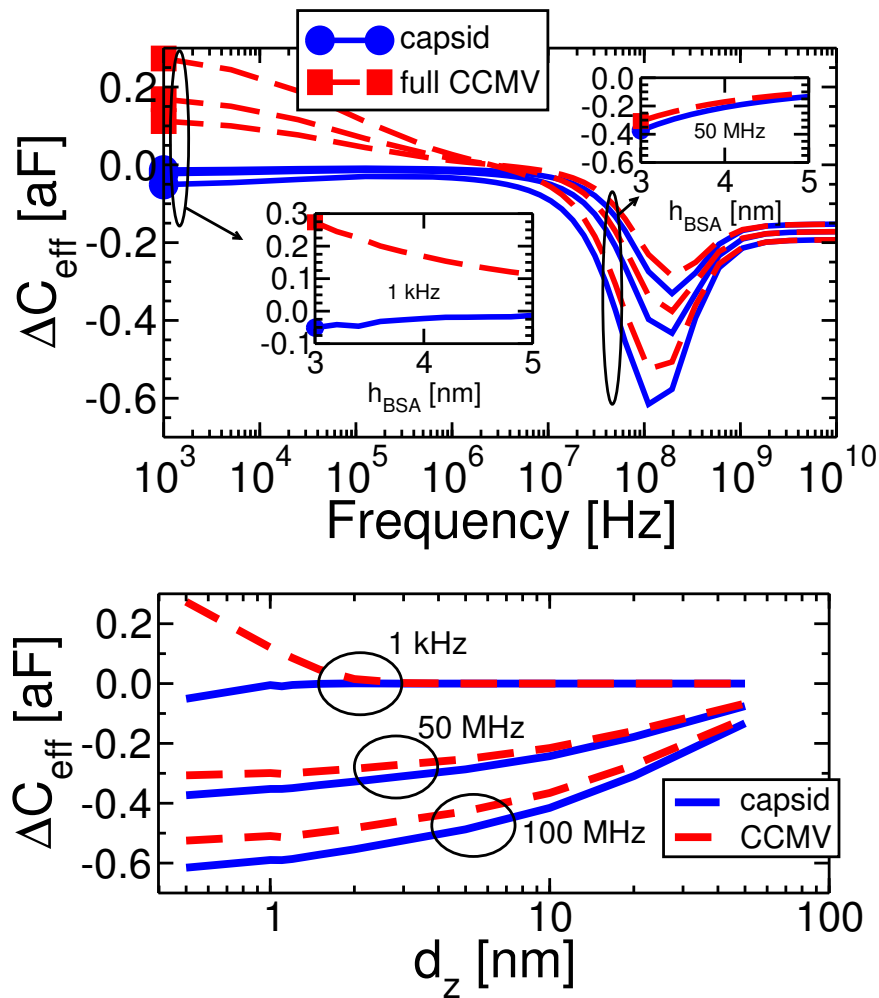 capsid
full CCMV
0.2
0.0
-0.2
-0.4
-0.6
ΔC_eff [aF]
0.0
-0.2
-0.4
-0.6
50 MHz
3 4 5
h_BSA [nm]
0.3
0.2
0.1
0.0
-0.1
1 kHz
3 4 5
h_BSA [nm]
10^3 10^4 10^5 10^6 10^7 10^8 10^9 10^10
Frequency [Hz]
0.2
0.0
-0.2
-0.4
-0.6
ΔC_eff [aF]
1 kHz
50 MHz
100 MHz
capsid
CCMV
1 10 100
d_z [nm]